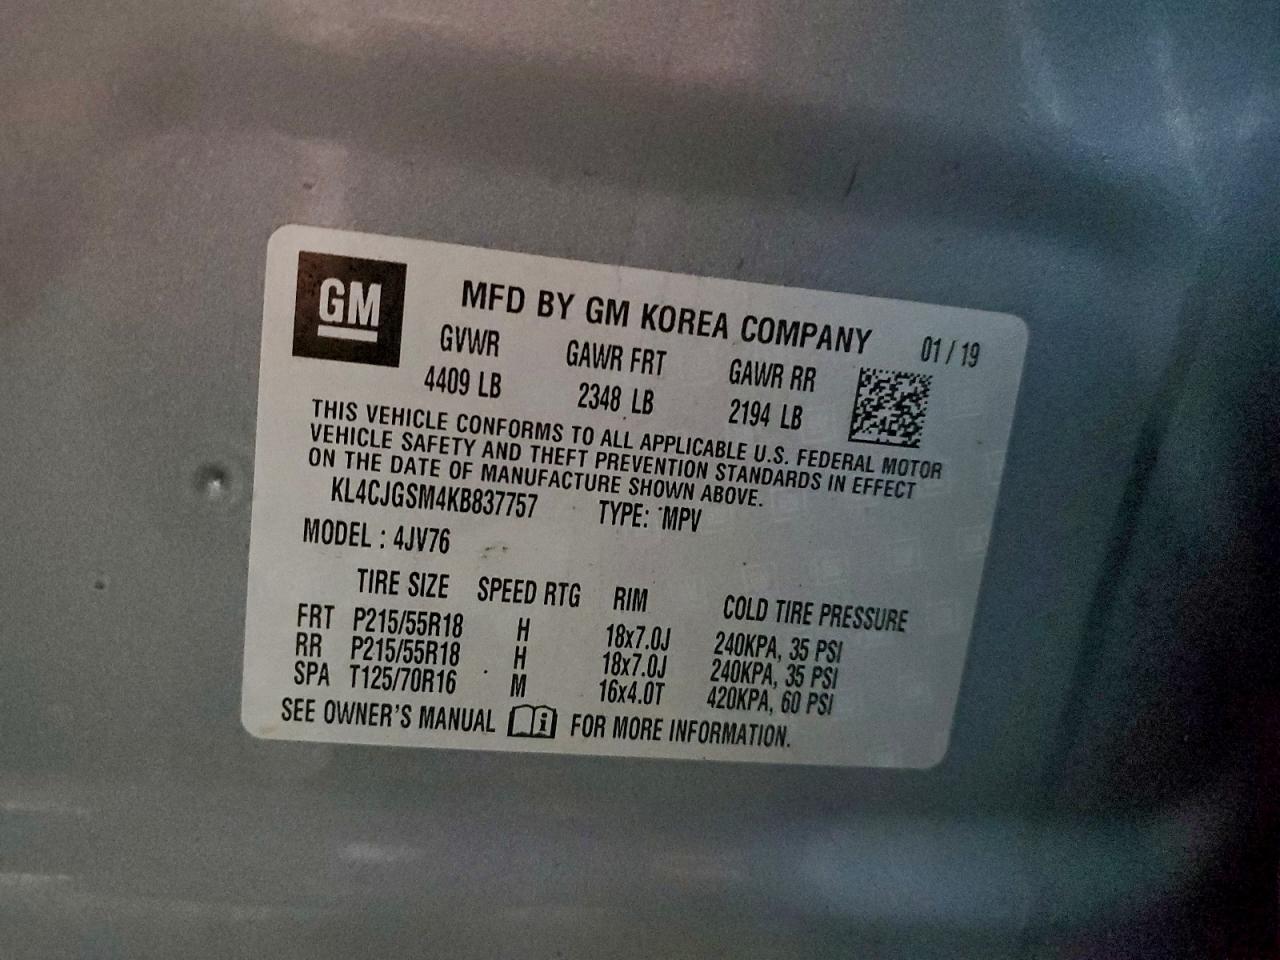 GM
MFD BY GM KOREA COMPANY 01 / 19
GVWR GAWR FRT GAWR RR
4409 LB 2348 LB 2194 LB
THIS VEHICLE CONFORMS TO ALL APPLICABLE U.S. FEDERAL MOTOR
VEHICLE SAFETY AND THEFT PREVENTION STANDARDS IN EFFECT
ON THE DATE OF MANUFACTURE SHOWN ABOVE.
KL4CJGSM4KB837757 TYPE: MPV
MODEL : 4JV76
TIRE SIZE SPEED RTG RIM COLD TIRE PRESSURE
FRT P215/55R18 H 18x7.0J 240KPA, 35 PSI
RR P215/55R18 H 18x7.0J 240KPA, 35 PSI
SPA T125/70R16 M 16x4.0T 420KPA, 60 PSI
SEE OWNER'S MANUAL i FOR MORE INFORMATION.